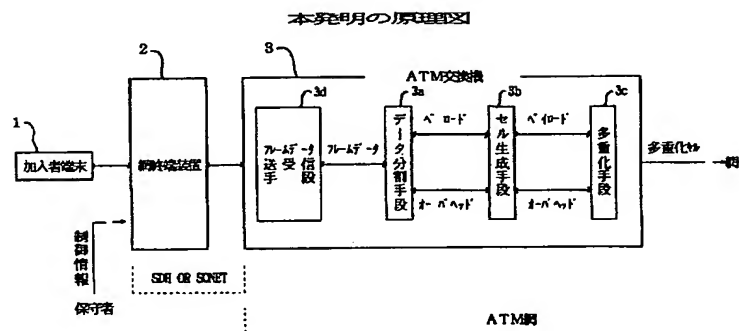 本発明の原理図
1
加入者端末
2
網終端装置
3
ATM交換機
3d
フレームデータ送受信手段
フレームデータ
3a
データ分割手段
ペイロード
オーバヘッド
3b
セル生成手段
ペイロード
オーバヘッド
3c
多重化手段
多重化セル
網
制御情報
保守者
SDH OR SONET
ATM網